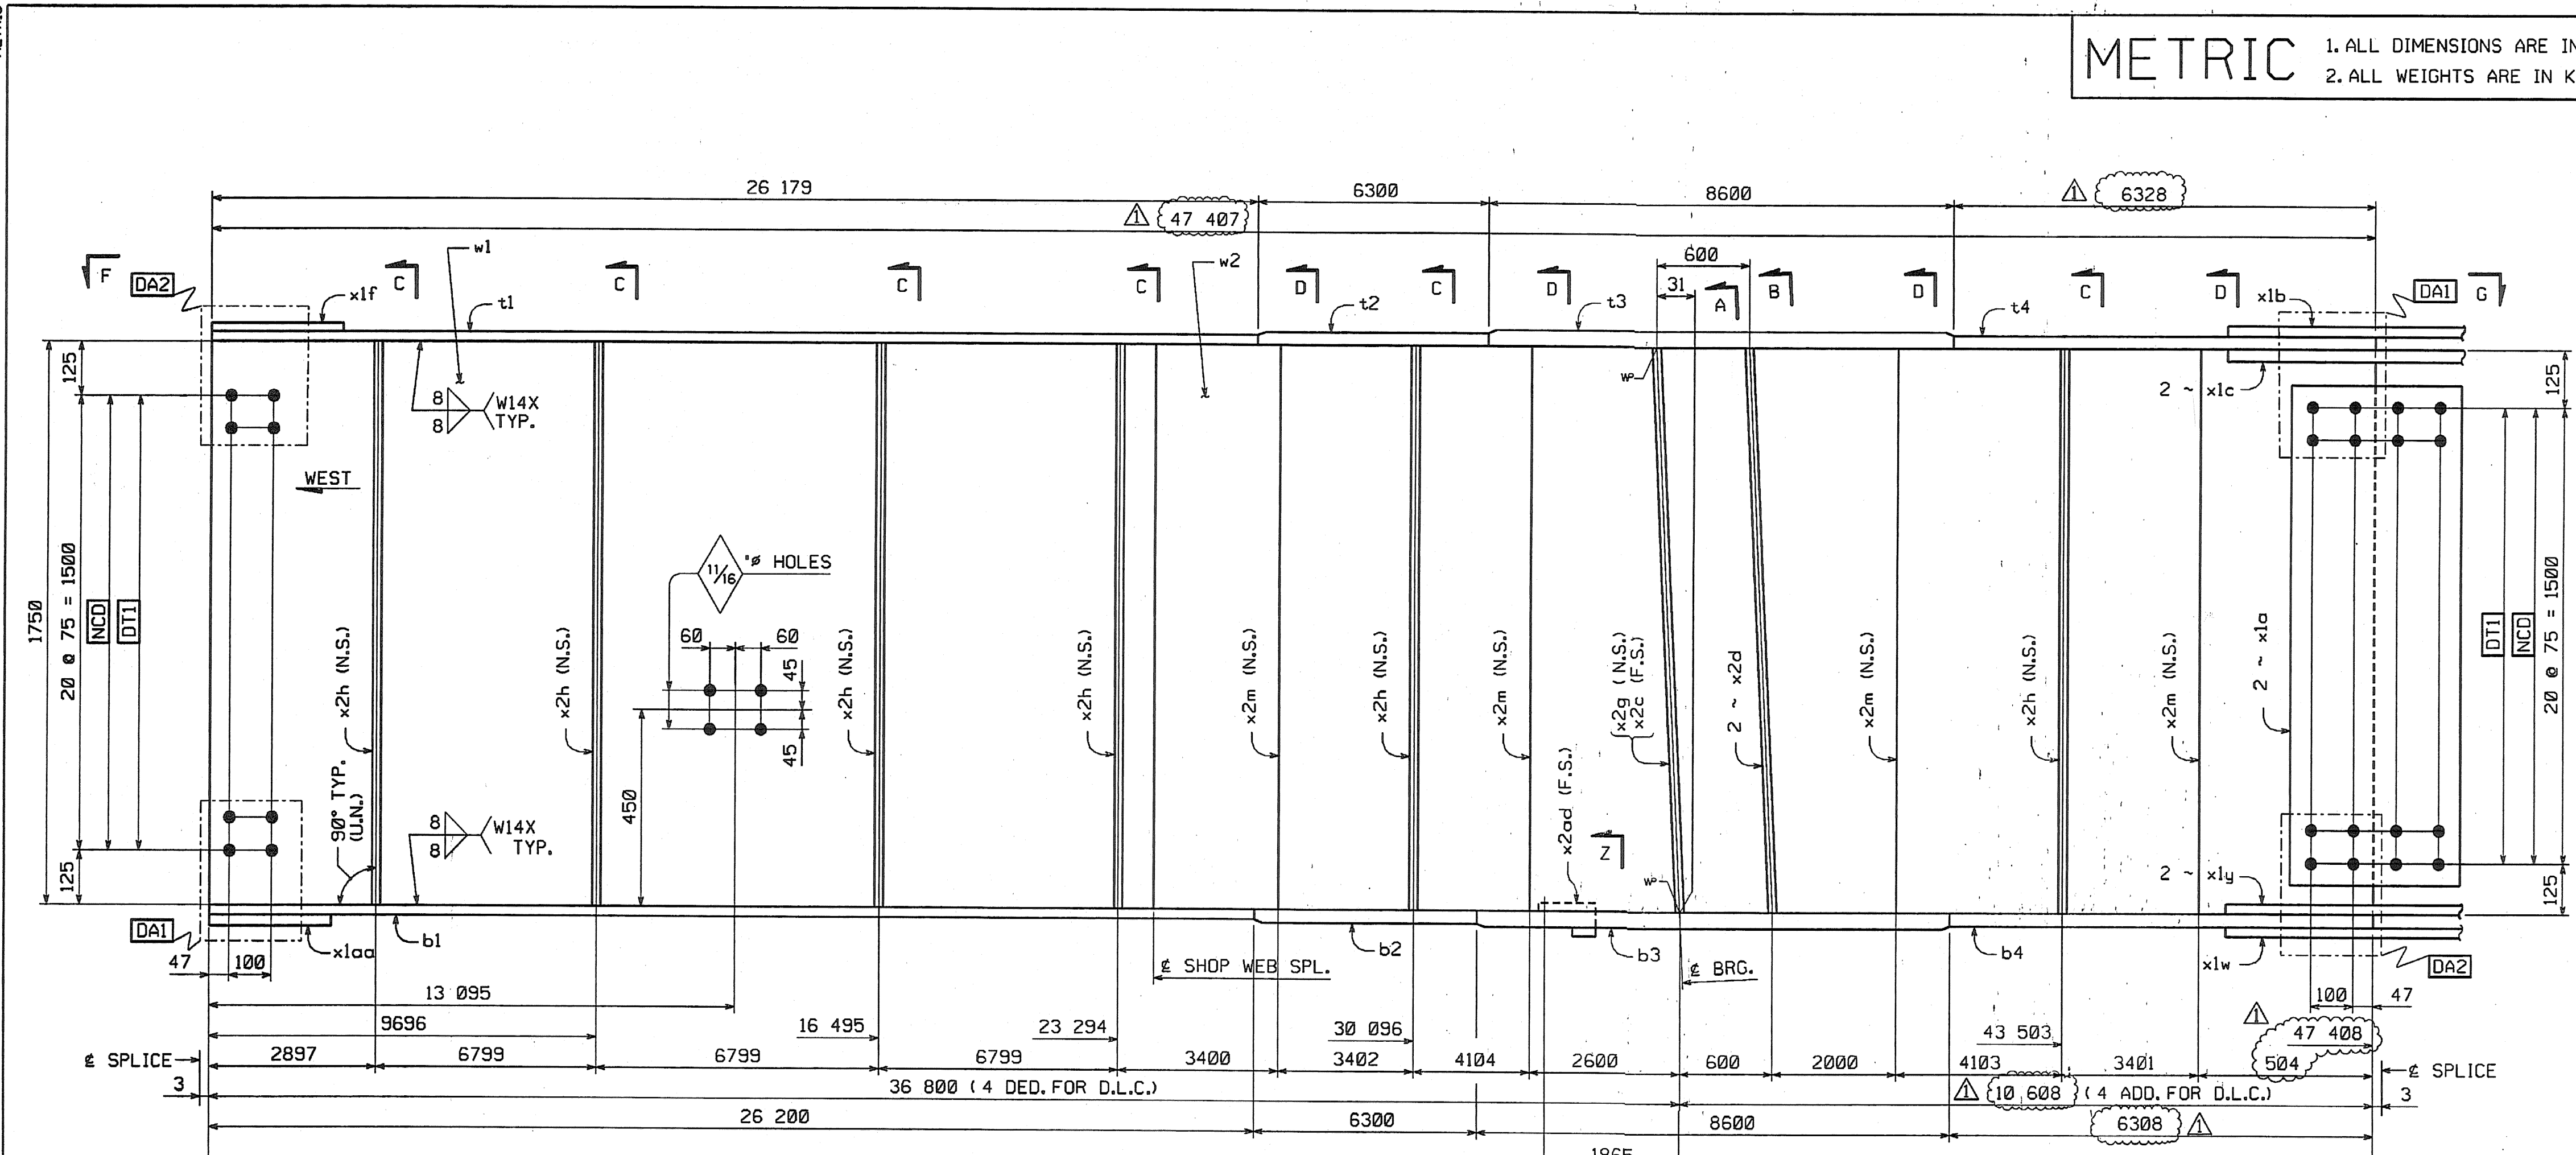 METRIC
1. ALL DIMENSIONS ARE IN
2. ALL WEIGHTS ARE IN K
26 179
6300
8600
1 6328
1 47 407
600
31
F
DA2
x1f
C
w1
t1
C
C
C
w2
D
t2
C
D
t3
A
B
D
t4
C
D
x1b
DA1
G
125
8
8
W14X
TYP.
w°
2 ~ x1c
125
WEST
1750
20 @ 75 = 1500
NCD
DT1
11/16 "ø HOLES
60
60
45
45
450
x2h (N.S.)
x2h (N.S.)
x2h (N.S.)
x2h (N.S.)
x2m (N.S.)
x2h (N.S.)
x2m (N.S.)
x2g (N.S.)
x2c (F.S.)
2 ~ x2d
x2m (N.S.)
x2h (N.S.)
x2m (N.S.)
2 ~ x1a
DT1
NCD
20 @ 75 = 1500
90° TYP.
(U.N.)
8
8
W14X
TYP.
x2ad (F.S.)
Z
w°
2 ~ x1y
125
125
DA1
x1aa
b1
b2
b3
b4
x1w
DA2
47
100
₵ SHOP WEB SPL.
₵ BRG.
100
47
13 095
9696
16 495
23 294
30 096
43 503
1 47 408
₵ SPLICE
2897
6799
6799
6799
3400
3402
4104
2600
600
2000
4103
3401
504
₵ SPLICE
3
36 800 (4 DED. FOR D.L.C.)
1 10 608 (4 ADD. FOR D.L.C.)
3
26 200
6300
8600
6308 1
1865